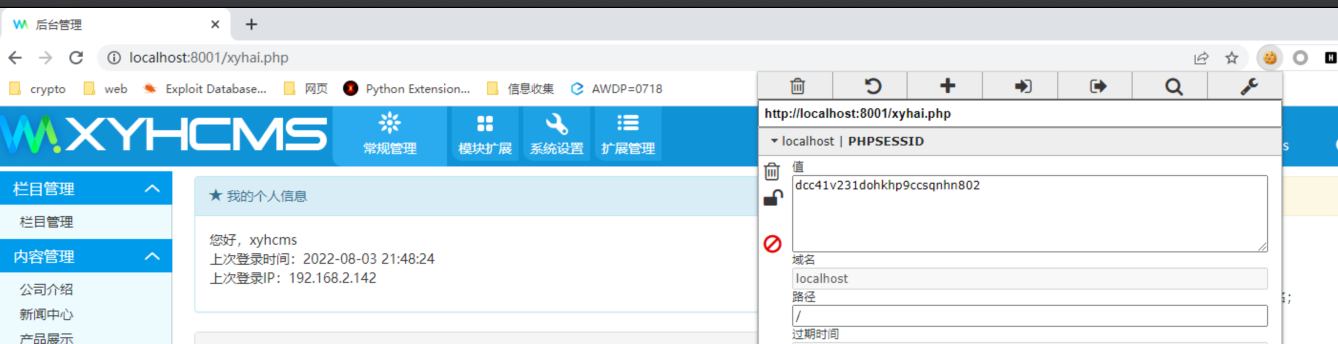 后台管理
localhost:8001/xyhai.php
crypto web Exploit Database... 网页 Python Extension... 信息收集 AWDP=0718
http://localhost:8001/xyhai.php
localhost | PHPSESSID
XYHCMS 常规管理 模块扩展 系统设置 扩展管理
值
dcc41v231dohkhp9ccsqnhn802
域名
localhost
路径
/
过期时间
栏目管理
栏目管理
内容管理
公司介绍
新闻中心
产品展示
★ 我的个人信息
您好，xyhcms
上次登录时间：2022-08-03 21:48:24
上次登录IP：192.168.2.142